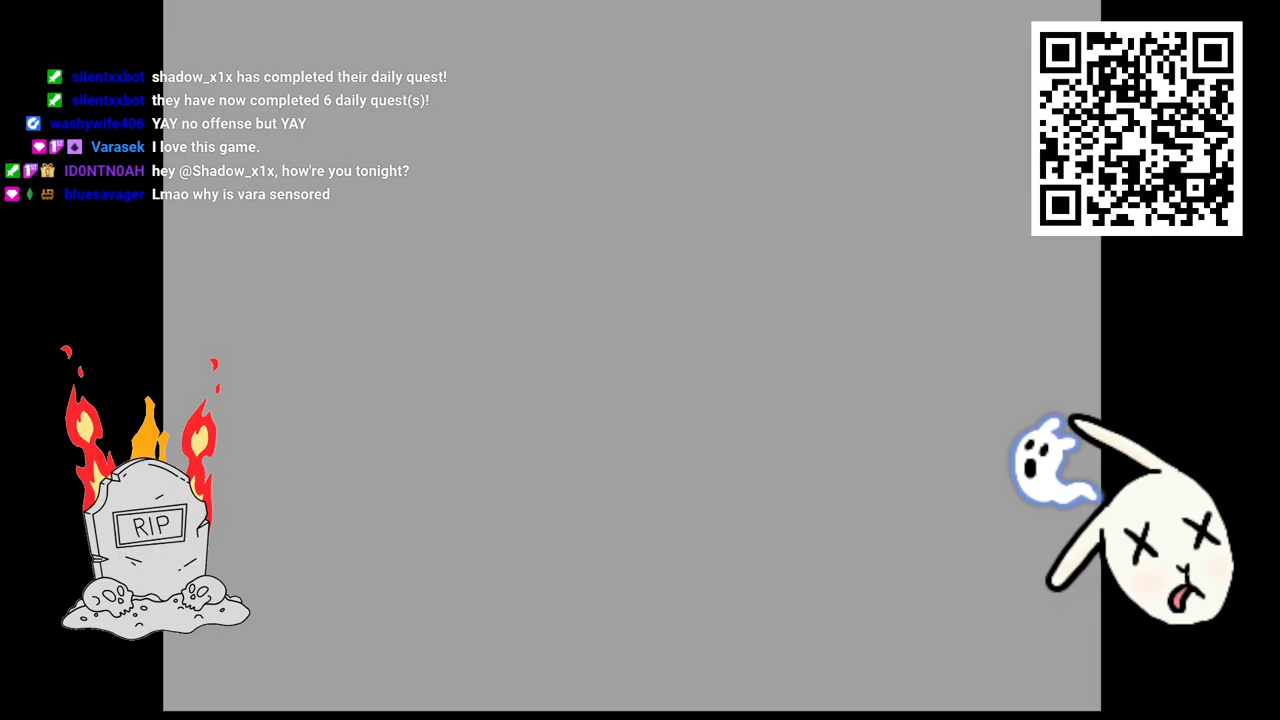 silentxxbot shadow_x1x has completed their daily quest!
silentxxbot they have now completed 6 daily quest(s)!
washywife406 YAY no offense but YAY
Varasek I love this game.
ID0NTN0AH hey @Shadow_x1x, how're you tonight?
bluesavager Lmao why is vara sensored
RIP